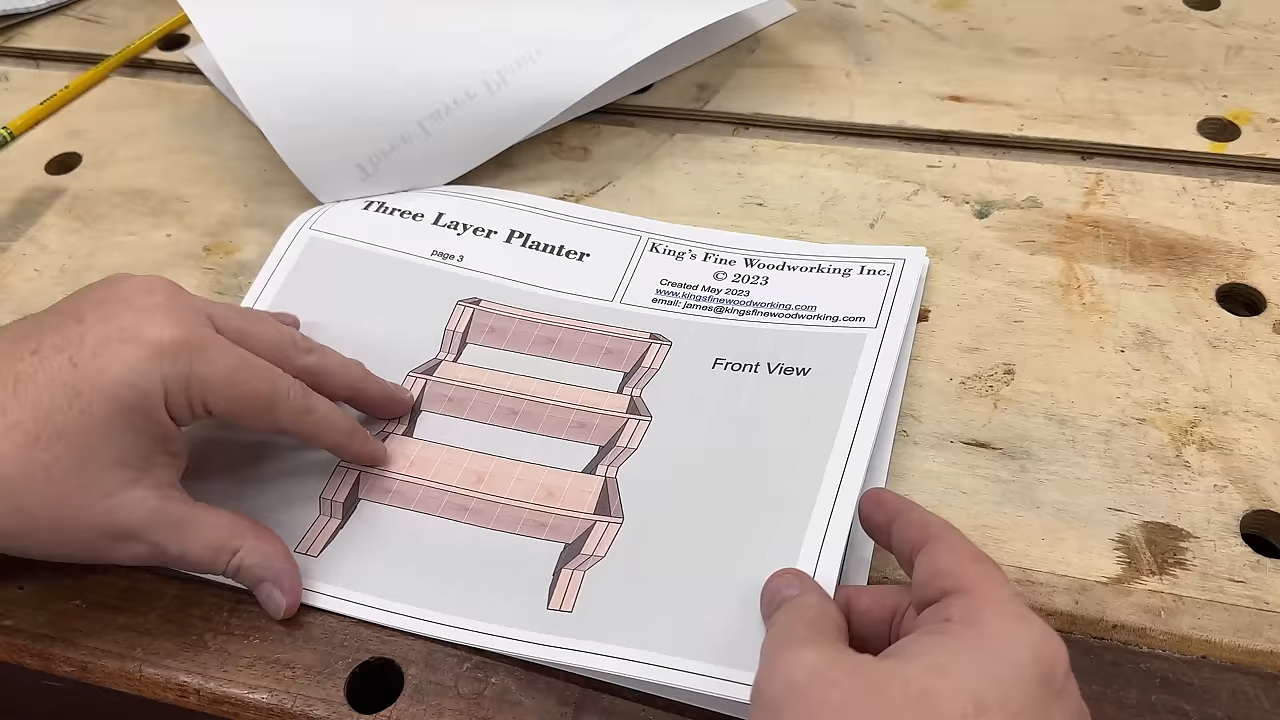 Three Layer Planter
page 3
King's Fine Woodworking Inc.
© 2023
Created May 2023
www.kingsfinewoodworking.com
email: james@kingsfinewoodworking.com
Front View